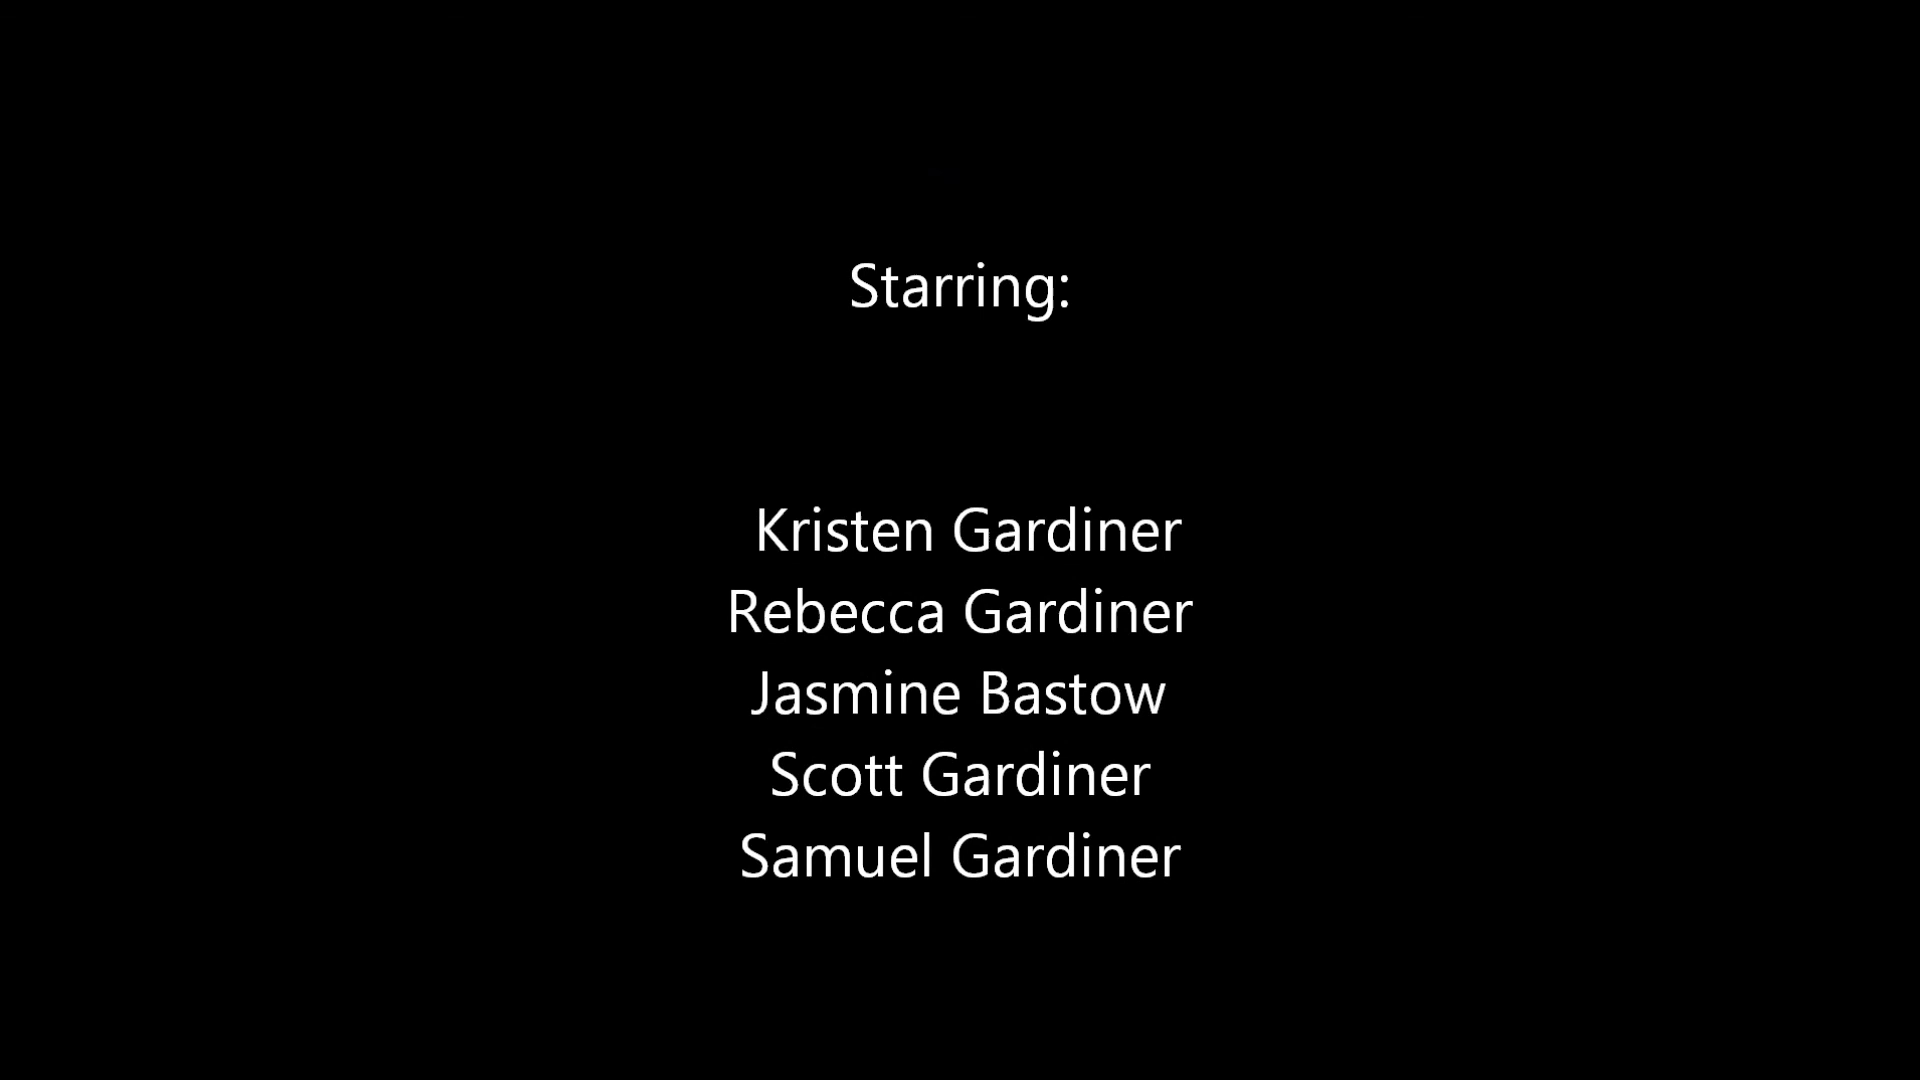 Starring:
Kristen Gardiner
Rebecca Gardiner
Jasmine Bastow
Scott Gardiner
Samuel Gardiner